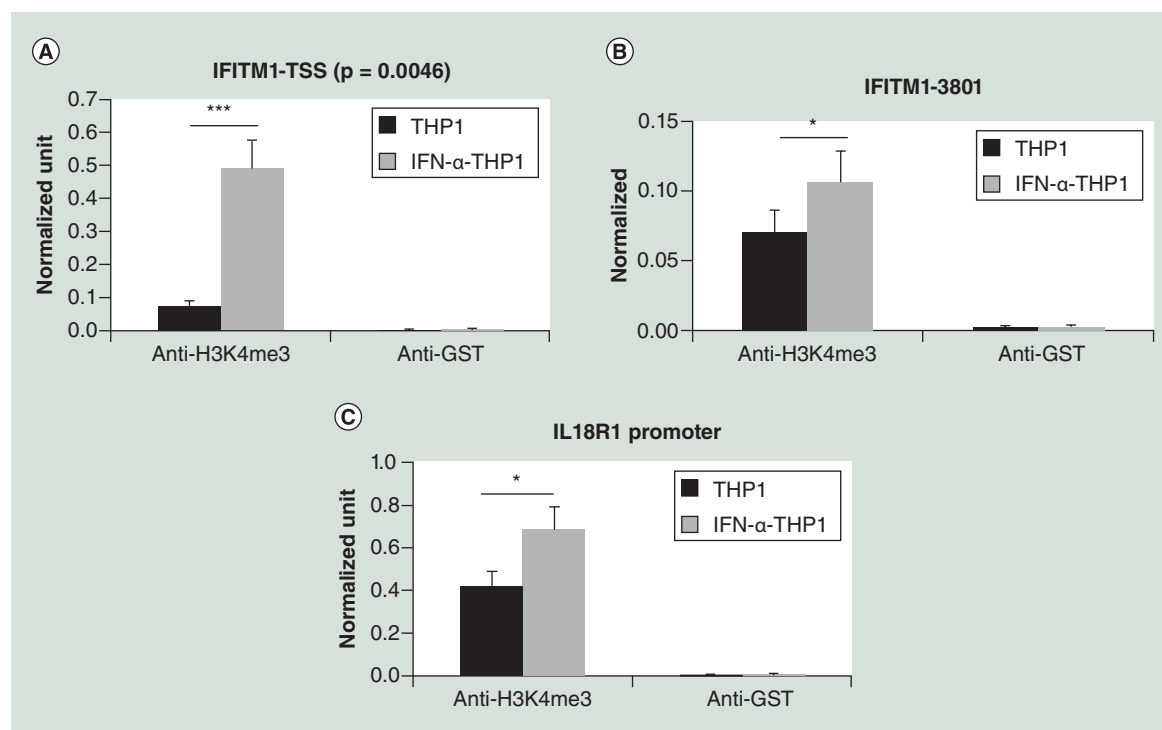 A
IFITM1-TSS (p = 0.0046)
Normalized unit
0.7
0.6
0.5
0.4
0.3
0.2
0.1
0.0
***
THP1
IFN-α-THP1
Anti-H3K4me3
Anti-GST
B
IFITM1-3801
Normalized
0.15
0.10
0.05
0.00
*
THP1
IFN-α-THP1
Anti-H3K4me3
Anti-GST
C
IL18R1 promoter
Normalized unit
1.0
0.8
0.6
0.4
0.2
0.0
*
THP1
IFN-α-THP1
Anti-H3K4me3
Anti-GST